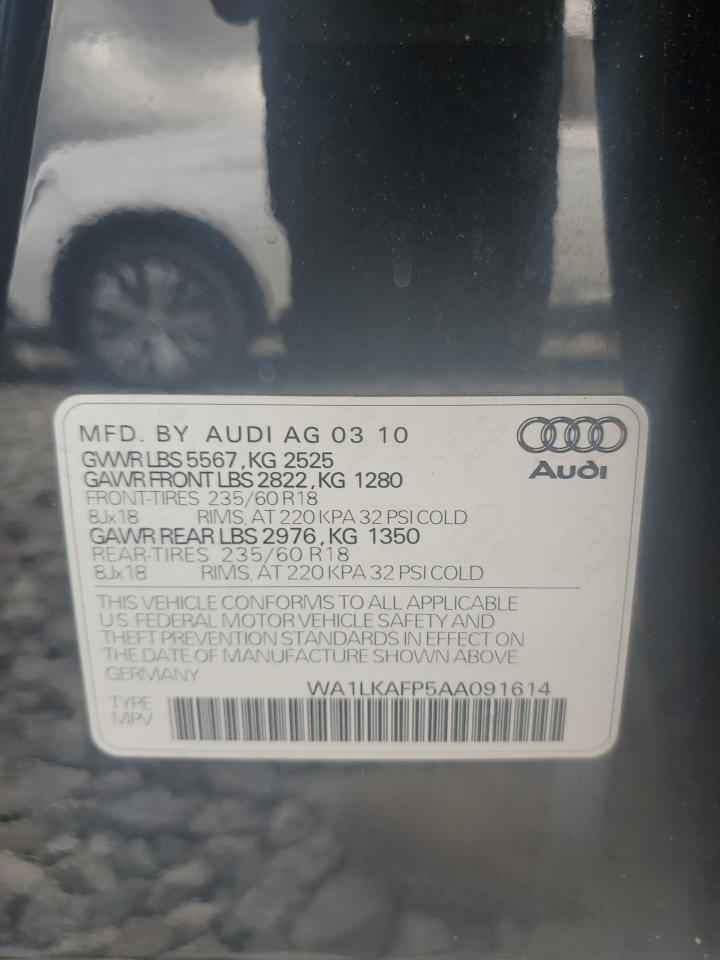 MFD. BY AUDI AG 03 10
GVWR LBS 5567, KG 2525
GAWR FRONT LBS 2822, KG 1280
FRONT-TIRES 235/60 R18
8Jx18 RIMS, AT 220 KPA 32 PSI COLD
GAWR REAR LBS 2976, KG 1350
REAR-TIRES 235/60 R18
8Jx18 RIMS, AT 220 KPA 32 PSI COLD
Audi
THIS VEHICLE CONFORMS TO ALL APPLICABLE
U.S. FEDERAL MOTOR VEHICLE SAFETY AND
THEFT PREVENTION STANDARDS IN EFFECT ON
THE DATE OF MANUFACTURE SHOWN ABOVE.
GERMANY
WA1LKAFP5AA091614
TYPE
MPV